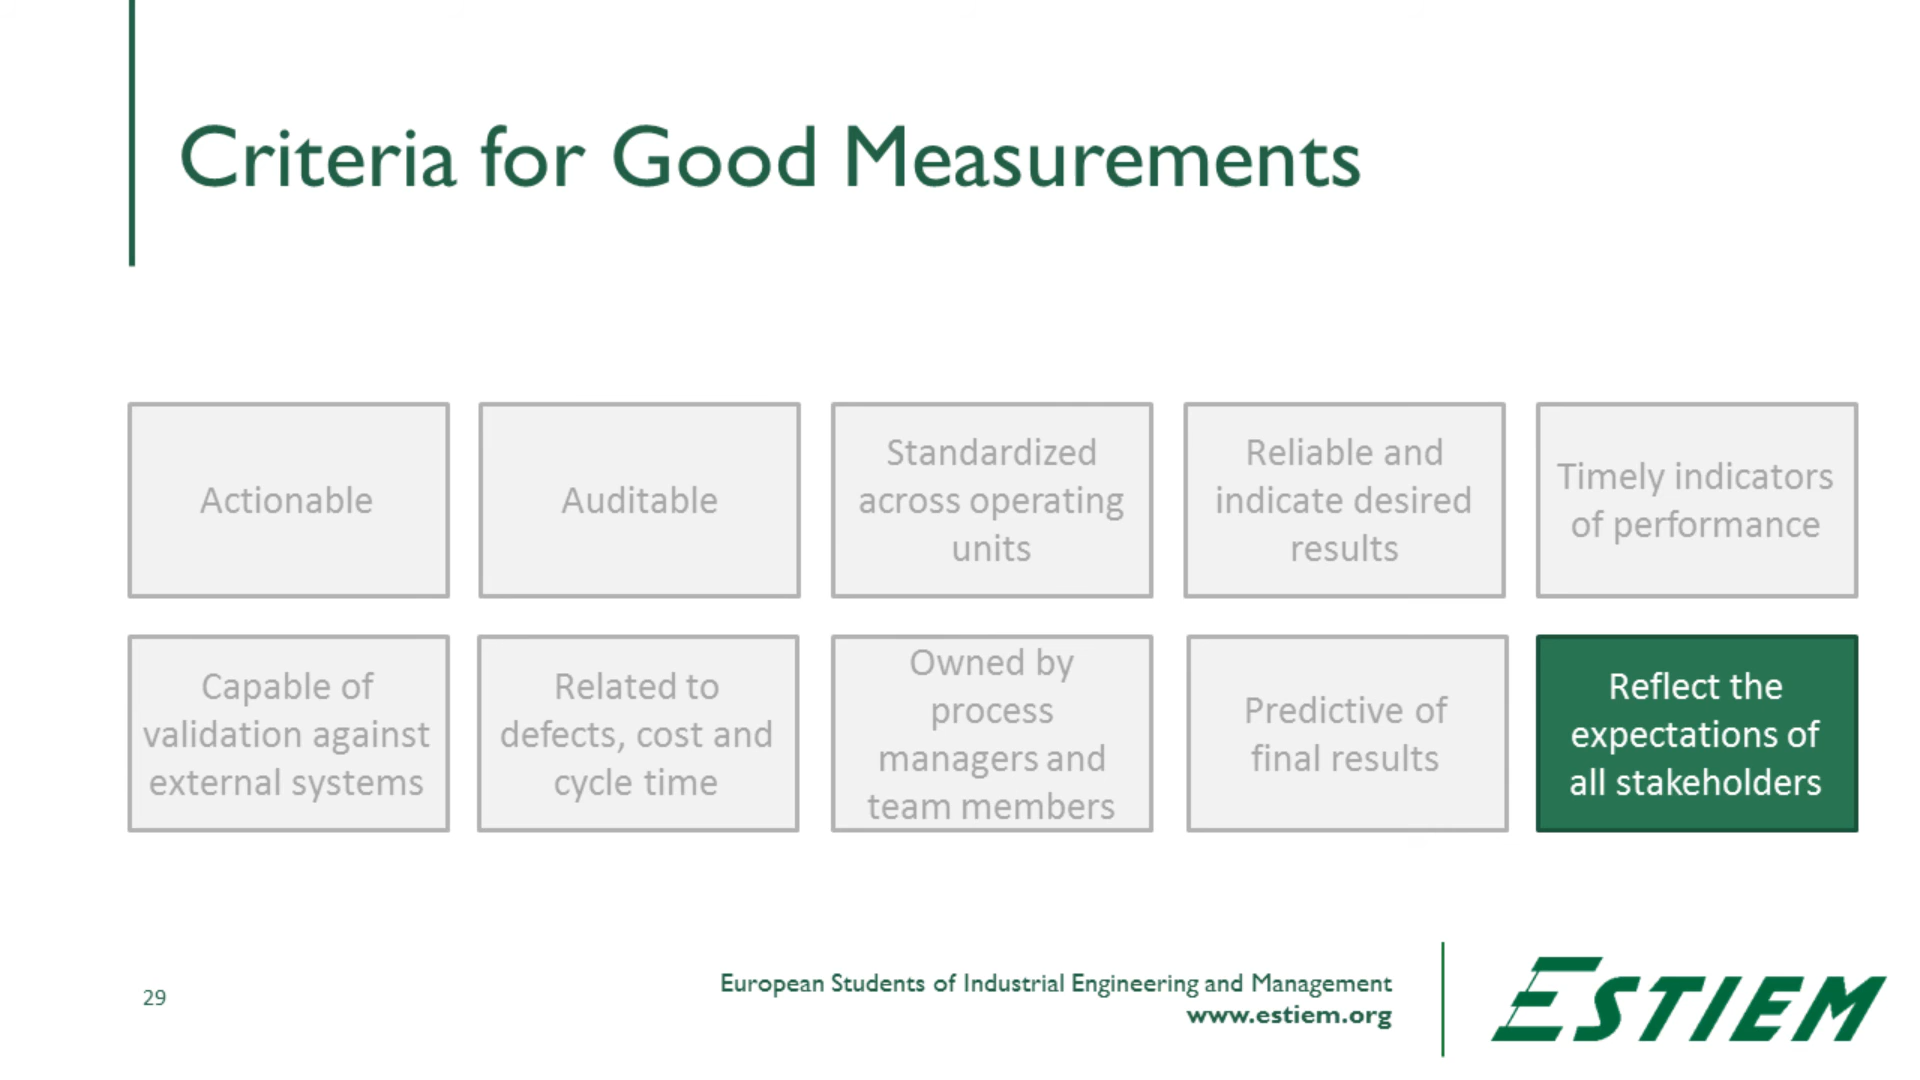 Criteria for Good Measurements
Actionable
Auditable
Standardized
across operating
units
Reliable and
indicate desired
results
Timely indicators
of performance
Capable of
validation against
external systems
Related to
defects, cost and
cycle time
Owned by
process
managers and
team members
Predictive of
final results
Reflect the
expectations of
all stakeholders
29
European Students of Industrial Engineering and Management
www.estiem.org
ESTIEM